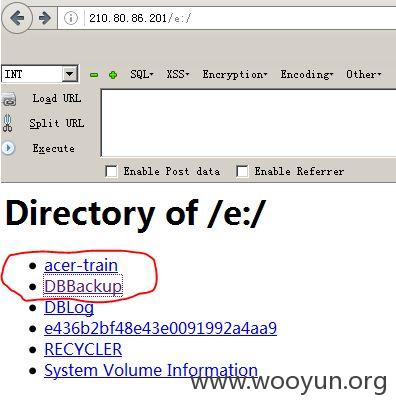 210.80.86.201/e:/
INT SQL▾ XSS▾ Encryption▾ Encoding▾ Other▾
Load URL
Split URL
Execute
Enable Post data Enable Referrer
Directory of /e:/
acer-train
DBBackup
DBLog
e436b2bf48e43e0091992a4aa9
RECYCLER
System Volume Information
www.wooyun.org